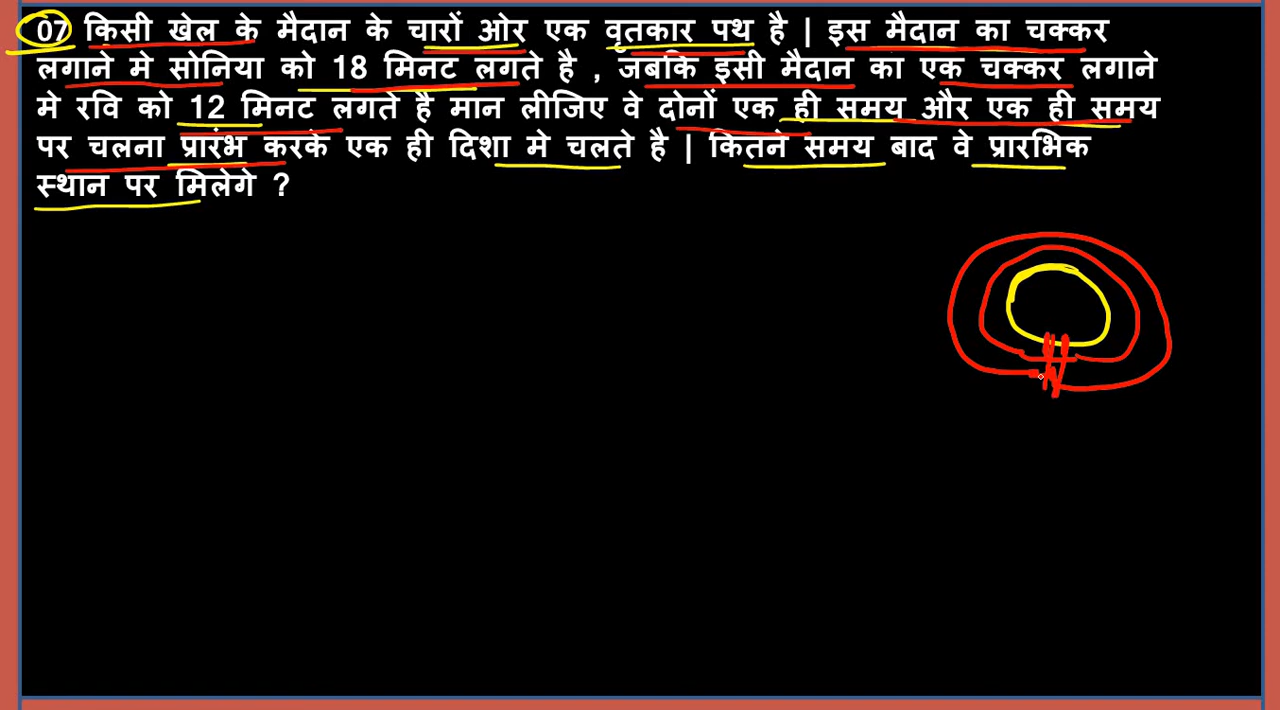 07 किसी खेल के मैदान के चारों ओर एक वृतकार पथ है | इस मैदान का चक्कर
लगाने मे सोनिया को 18 मिनट लगते है , जबकि इसी मैदान का एक चक्कर लगाने
मे रवि को 12 मिनट लगते है मान लीजिए वे दोनों एक ही समय और एक ही समय
पर चलना प्रारंभ करके एक ही दिशा मे चलते है | कितने समय बाद वे प्रारभिक
स्थान पर मिलेगे ?